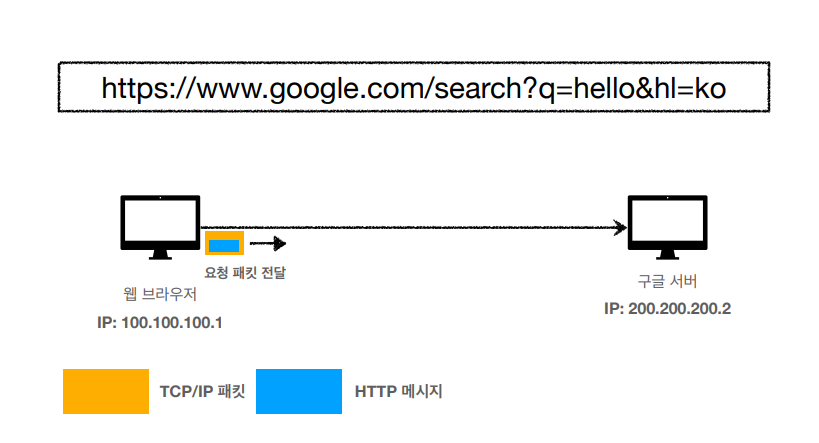 https://www.google.com/search?q=hello&hl=ko
요청 패킷 전달
웹 브라우저
IP: 100.100.100.1
구글 서버
IP: 200.200.200.2
TCP/IP 패킷
HTTP 메시지